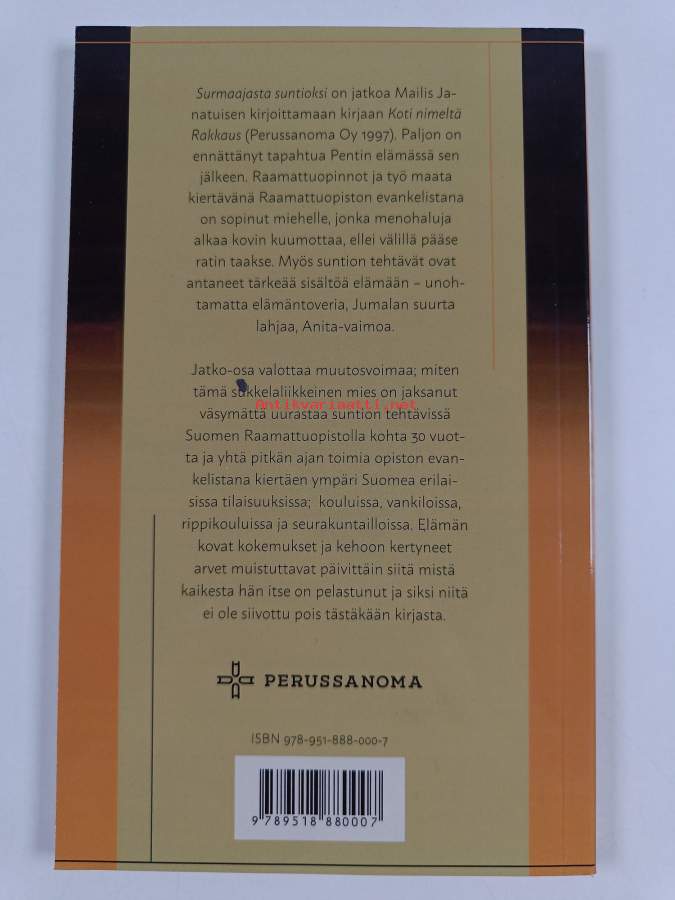 Surmaajasta suntioksi on jatkoa Mailis Ja-
natuisen kirjoittamaan kirjaan Koti nimeltä
Rakkaus (Perussanoma Oy 1997). Paljon on
ennättänyt tapahtua Pentin elämässä sen
jälkeen. Raamattuopinnot ja työ maata
kiertävänä Raamattuopiston evankelistana
on sopinut miehelle, jonka menohaluja
alkaa kovin kuumottaa, ellei välillä pääse
ratin taakse. Myös suntion tehtävät ovat
antaneet tärkeää sisältöä elämään – unoh-
tamatta elämäntoveria, Jumalan suurta
lahjaa, Anita-vaimoa.
Jatko-osa valottaa muutosvoimaa; miten
tämä sukkelaliikkeinen mies on jaksanut
Antikvariaatti.net
väsymättä uurastaa suntion tehtävissä
Suomen Raamattuopistolla kohta 30 vuot-
ta ja yhtä pitkän ajan toimia opiston evan-
kelistana kiertäen ympäri Suomea erilai-
sissa tilaisuuksissa; kouluissa, vankiloissa,
rippikouluissa ja seurakuntailloissa. Elämän
kovat kokemukset ja kehoon kertyneet
arvet muistuttavat päivittäin siitä mistä
kaikesta hän itse on pelastunut ja siksi niitä
ei ole siivottu pois tästäkään kirjasta.
PERUSSANOMA
ISBN 978-951-888-000-7
9 789518 880007